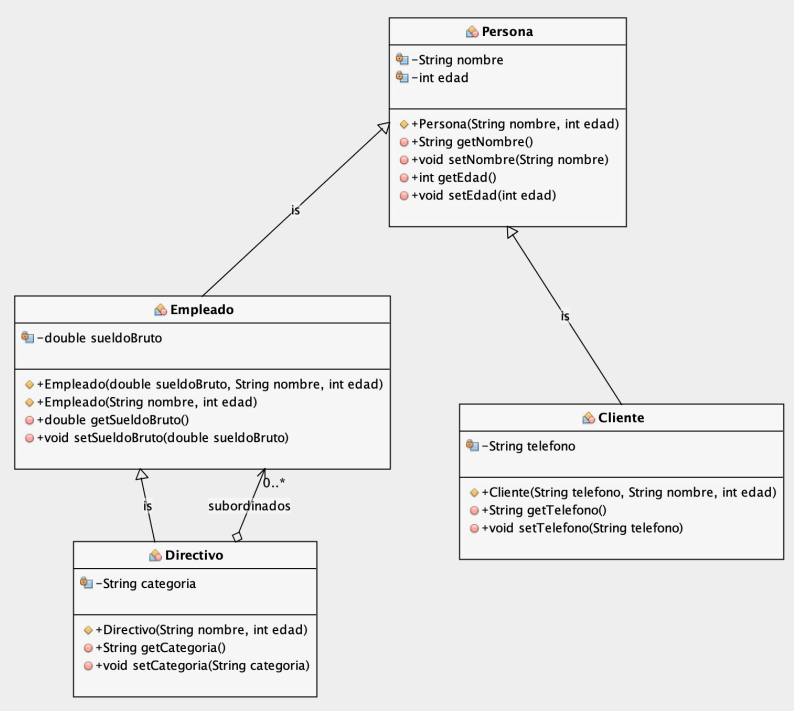 Persona
-String nombre
-int edad
+Persona(String nombre, int edad)
+String getNombre()
+void setNombre(String nombre)
+int getEdad()
+void setEdad(int edad)
is
is
Empleado
-double sueldoBruto
+Empleado(double sueldoBruto, String nombre, int edad)
+Empleado(String nombre, int edad)
+double getSueldoBruto()
+void setSueldoBruto(double sueldoBruto)
Cliente
-String telefono
+Cliente(String telefono, String nombre, int edad)
+String getTelefono()
+void setTelefono(String telefono)
0..*
is
subordinados
Directivo
-String categoria
+Directivo(String nombre, int edad)
+String getCategoria()
+void setCategoria(String categoria)